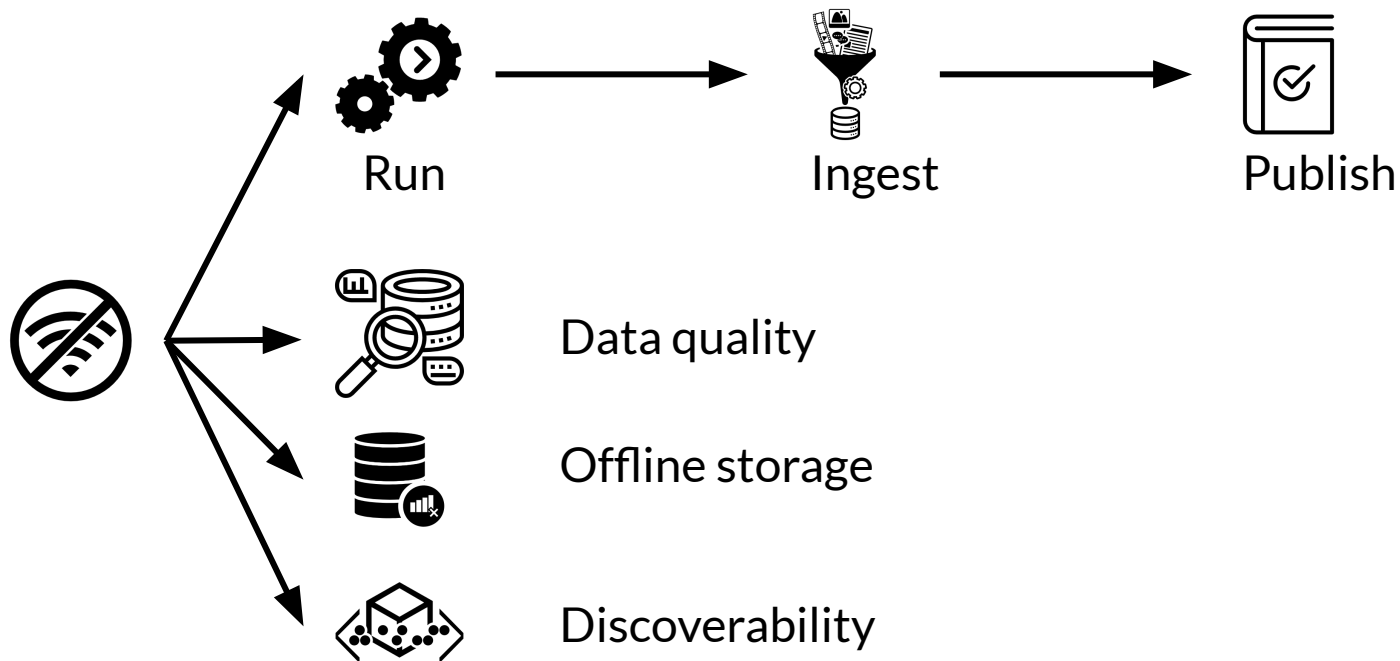 Run
Ingest
Publish
Data quality
Offline storage
Discoverability